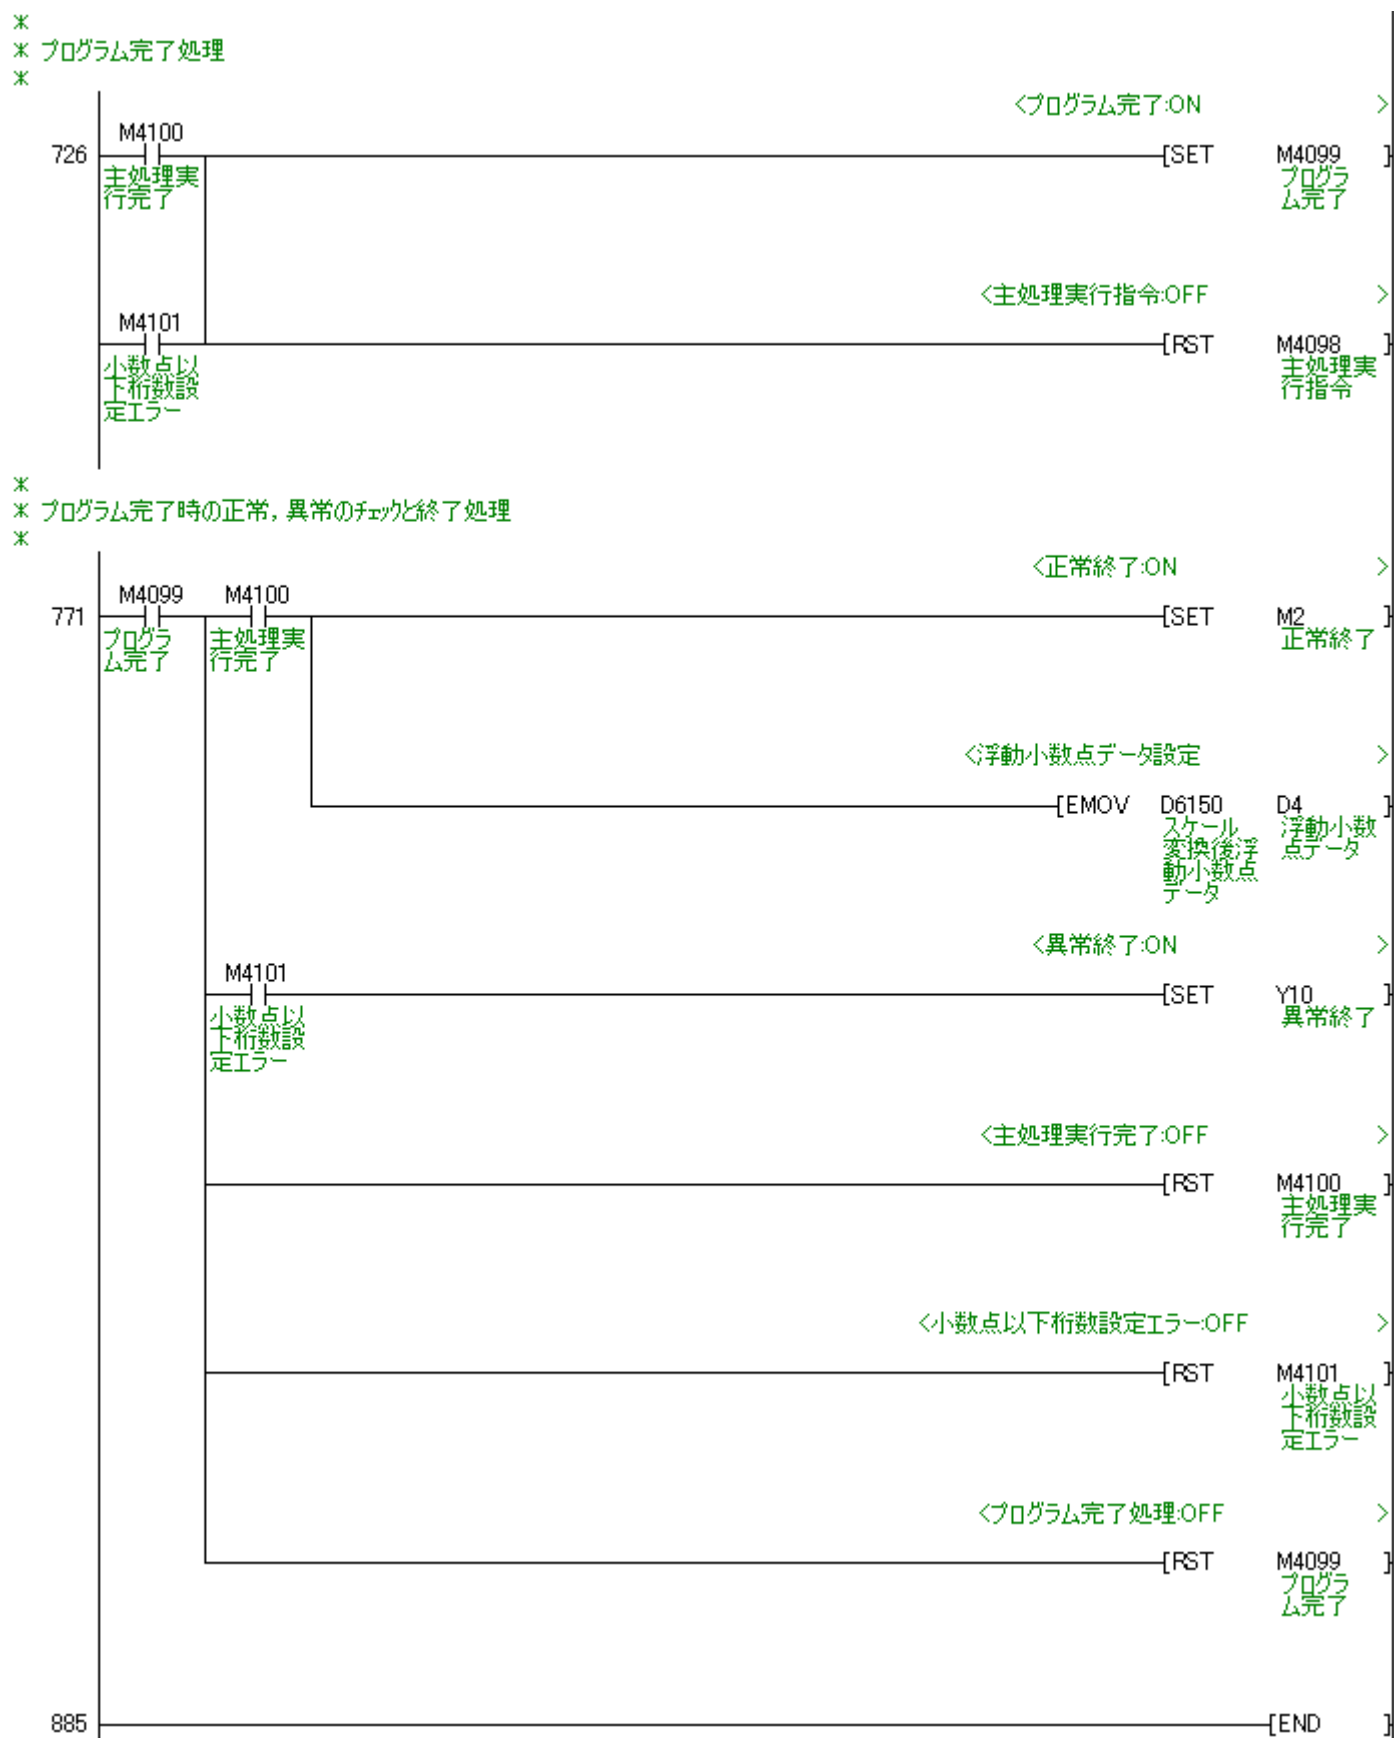 *
* プログラム完了処理
*
<プログラム完了:ON >
M4100
726 [SET M4099 ]
主処理実
行完了
プログラ
ム完了
<主処理実行指令:OFF >
M4101
[RST M4098 ]
小数点以
下桁数設
定エラー
主処理実
行指令
*
* プログラム完了時の正常, 異常のチェックと終了処理
*
<正常終了:ON >
M4099 M4100
771 [SET M2 ]
プログラ
ム完了
主処理実
行完了
正常終了
<浮動小数点データ設定 >
[EMOV D6150 D4 ]
スケール
変換後浮
動小数点
データ
浮動小数
点データ
<異常終了:ON >
M4101
[SET Y10 ]
小数点以
下桁数設
定エラー
異常終了
<主処理実行完了:OFF >
[RST M4100 ]
主処理実
行完了
<小数点以下桁数設定エラー:OFF >
[RST M4101 ]
小数点以
下桁数設
定エラー
<プログラム完了処理:OFF >
[RST M4099 ]
プログラ
ム完了
885 [END ]